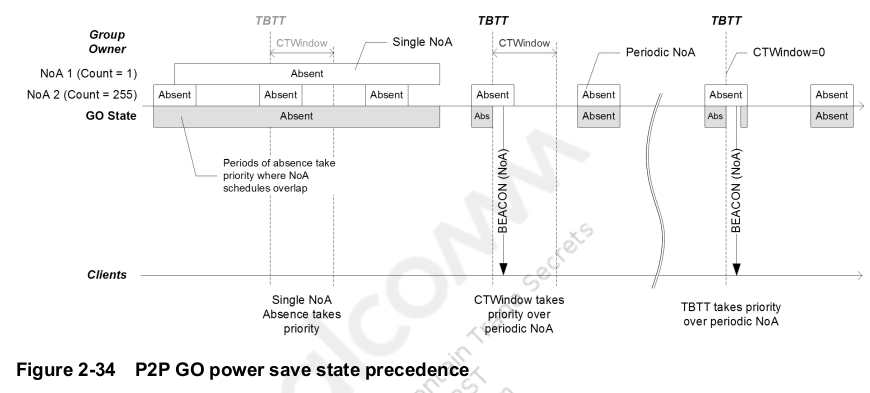 TBTT
TBTT
TBTT
Group
Owner
CTWindow
Single NoA
CTWindow
Periodic NoA
CTWindow=0
NoA 1 (Count = 1)
Absent
NoA 2 (Count = 255)
Absent
Absent
Absent
Absent
Absent
Absent
Absent
GO State
Absent
Abs
Absent
Abs
Absent
Periods of absence take
priority where NoA
schedules overlap
BEACON (NoA)
BEACON (NoA)
Clients
Single NoA
Absence takes
priority
CTWindow takes
priority over
periodic NoA
TBTT takes priority
over periodic NoA
Trade Secrets
Figure 2-34 P2P GO power save state precedence